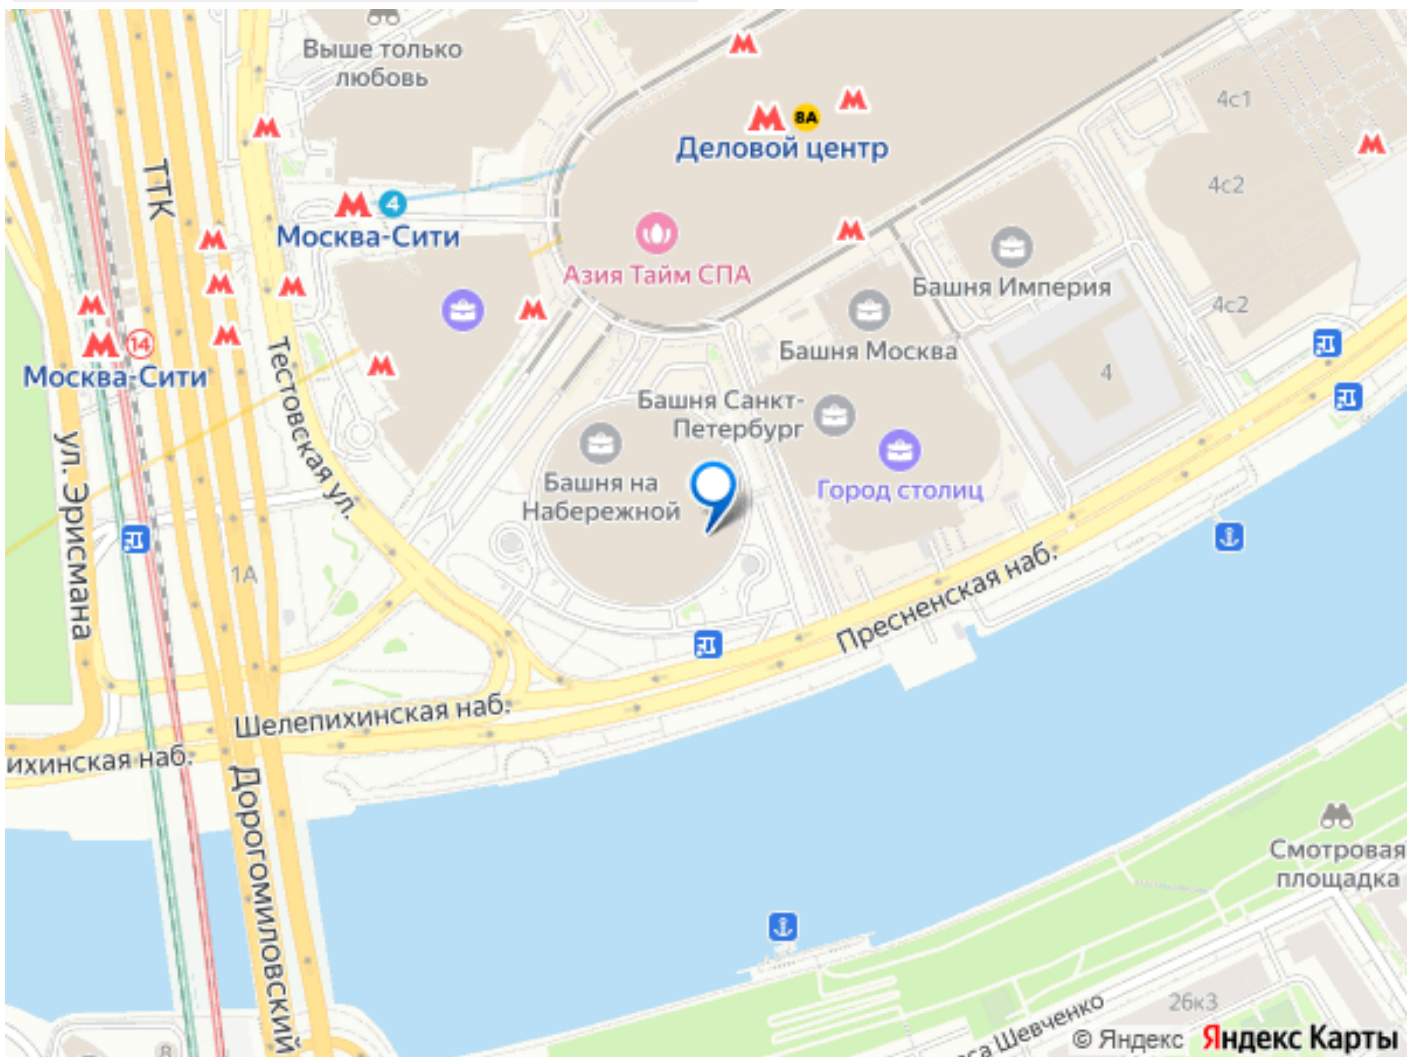 Выше только
любовь
4с1
8А
Деловой центр
ТТК
4с2
4
Москва-Сити
Азия Тайм СПА
Башня Империя
4с2
14
Москва-Сити
Башня Москва
4
Тестовская ул.
Башня Санкт-
Петербург
ул. Эрисмана
Башня на
Набережной
Город столиц
1А
Пресненская наб.
Шелепихинская наб.
ихинская наб.
Дорогомиловский
Смотровая
площадка
26к3
са Шевченко
8
© Яндекс Яндекс Карты